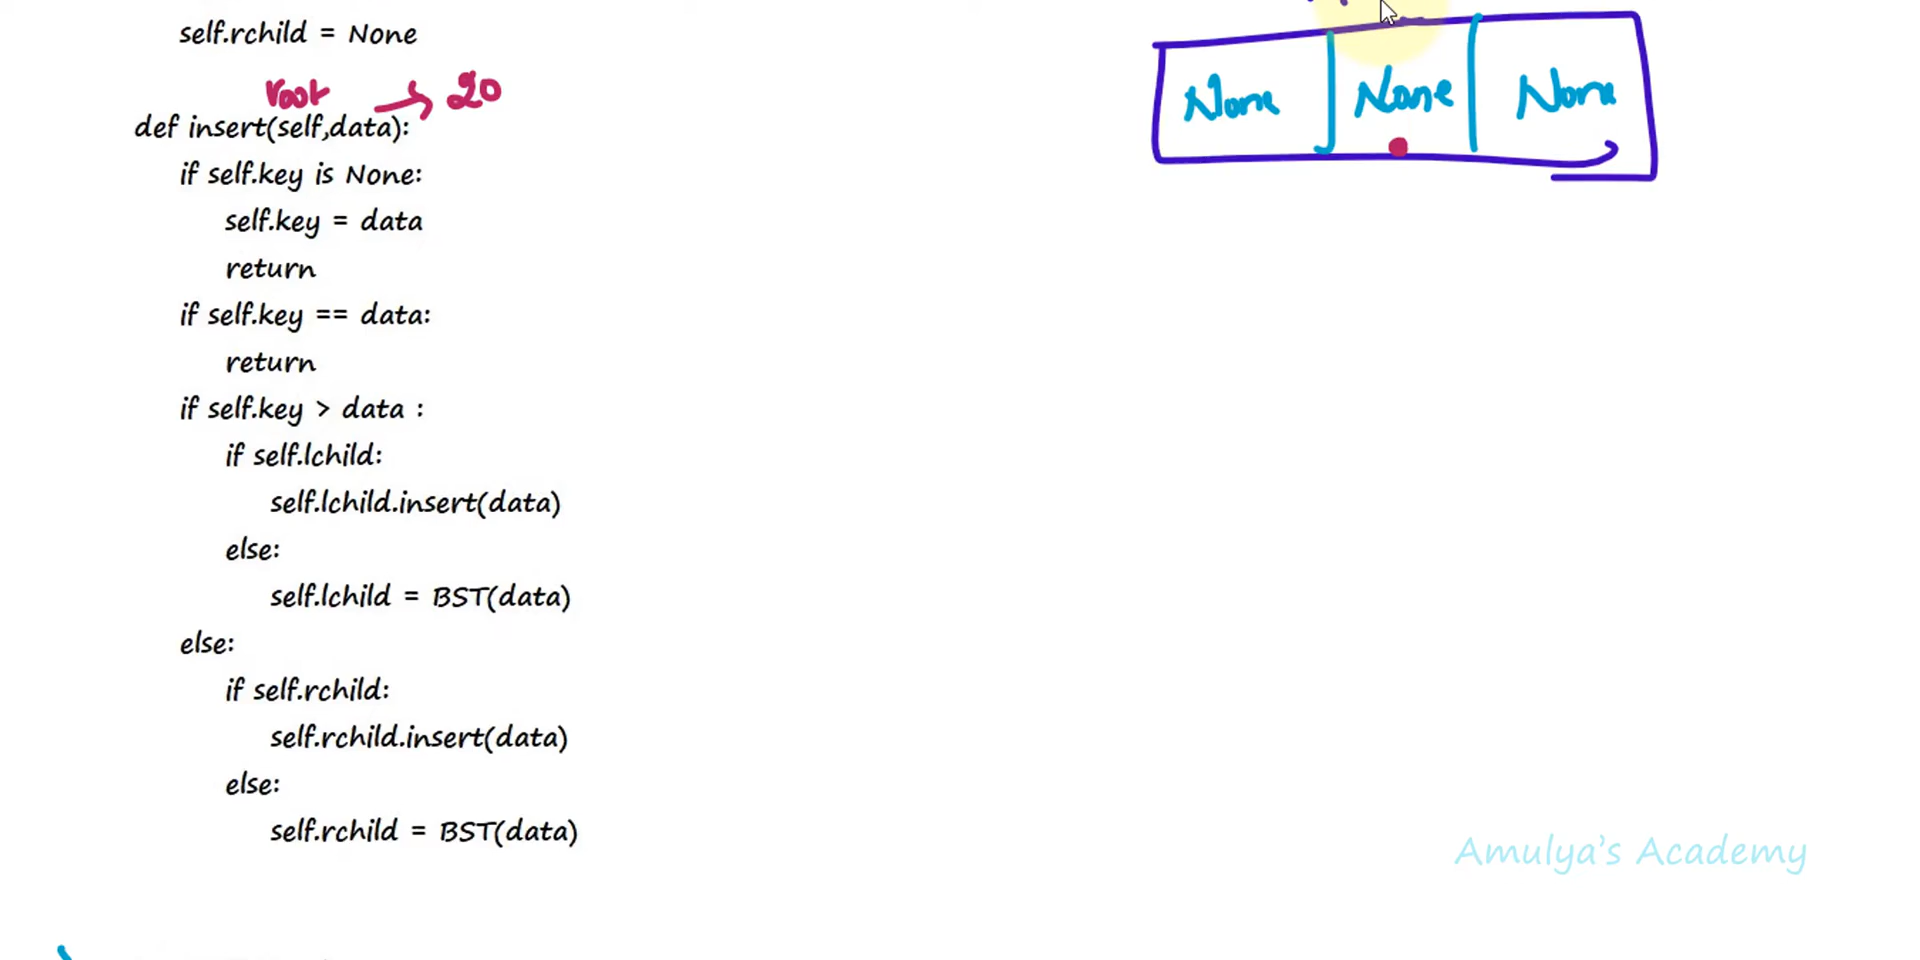 self.rchild = None
root → 20
def insert(self,data):
if self.key is None:
self.key = data
return
if self.key == data:
return
if self.key > data :
if self.lchild:
self.lchild.insert(data)
else:
self.lchild = BST(data)
else:
if self.rchild:
self.rchild.insert(data)
else:
self.rchild = BST(data)
None None None
Amulya's Academy